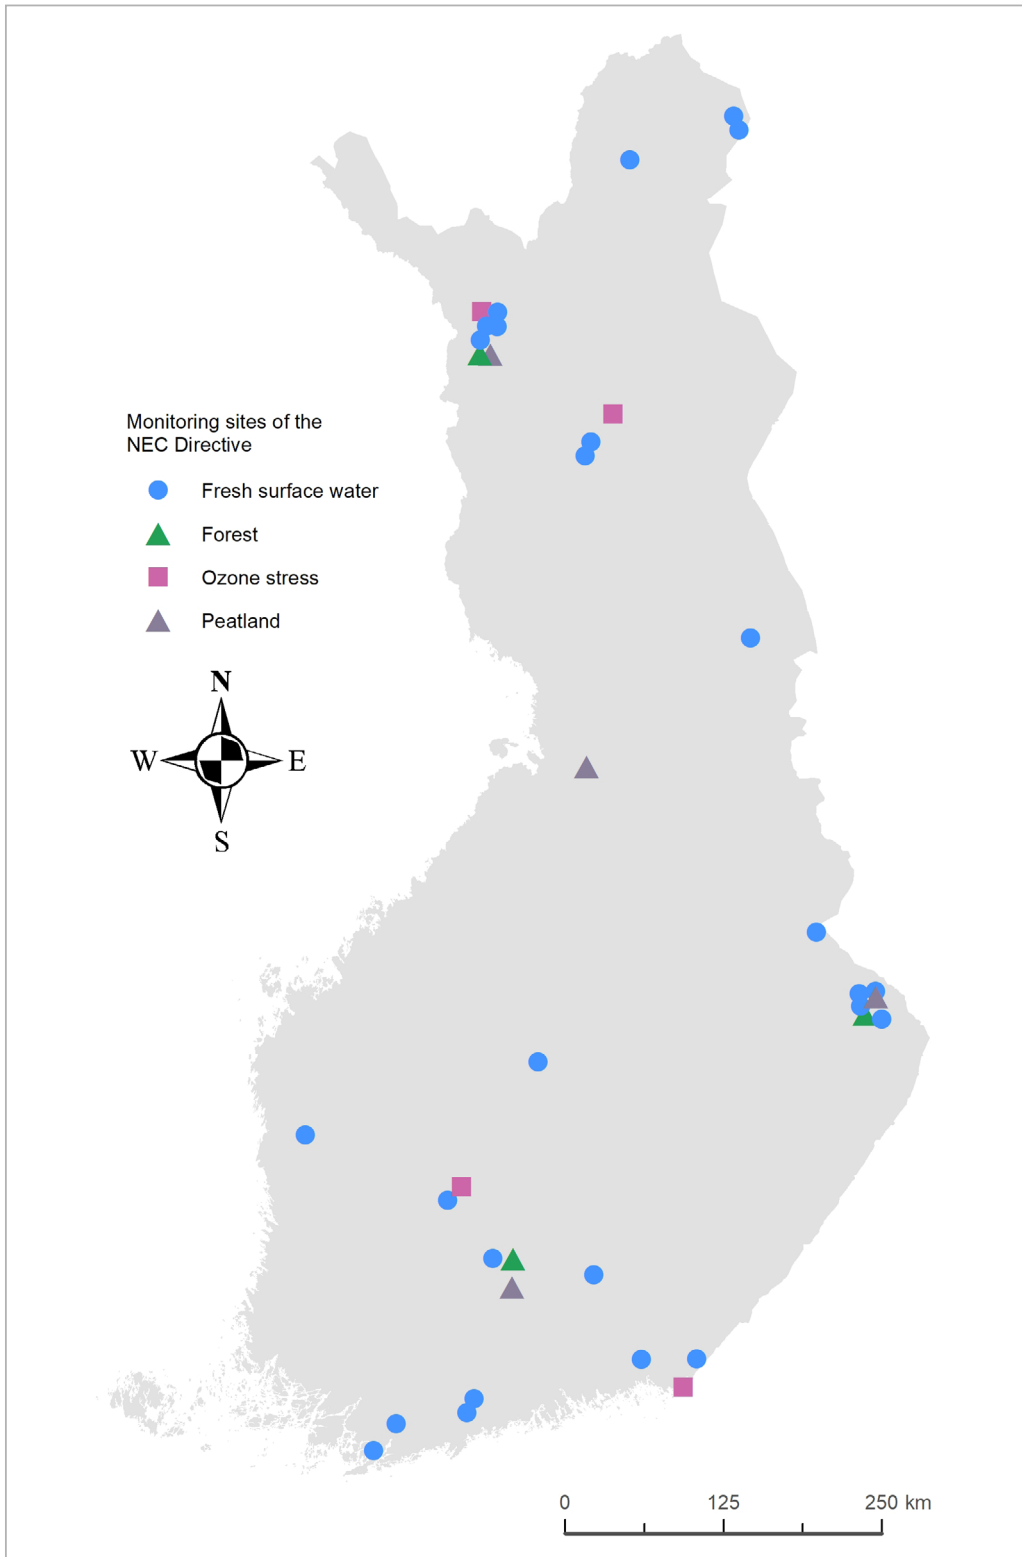 Monitoring sites of the
NEC Directive
Fresh surface water
Forest
Ozone stress
Peatland
N
W E
S
0 125 250 km